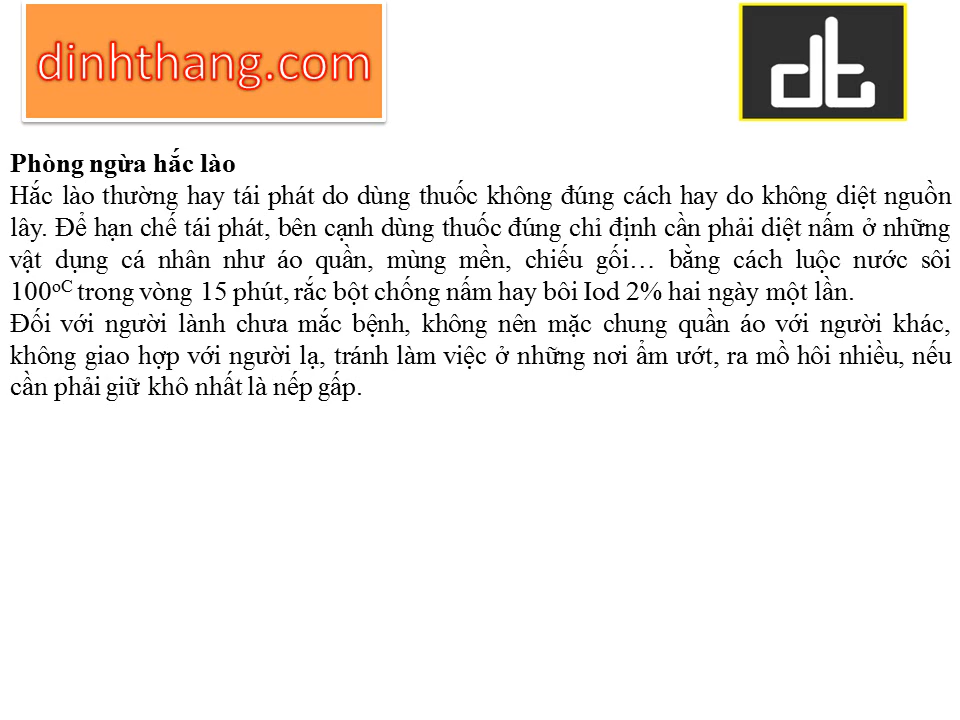 dinhthang.com
dt
Phòng ngừa hắc lào
Hắc lào thường hay tái phát do dùng thuốc không đúng cách hay do không diệt nguồn
lây. Để hạn chế tái phát, bên cạnh dùng thuốc đúng chỉ định cần phải diệt nấm ở những
vật dụng cá nhân như áo quần, mùng mền, chiếu gối… bằng cách luộc nước sôi
100oC trong vòng 15 phút, rắc bột chống nấm hay bôi Iod 2% hai ngày một lần.
Đối với người lành chưa mắc bệnh, không nên mặc chung quần áo với người khác,
không giao hợp với người lạ, tránh làm việc ở những nơi ẩm ướt, ra mồ hôi nhiều, nếu
cần phải giữ khô nhất là nếp gấp.